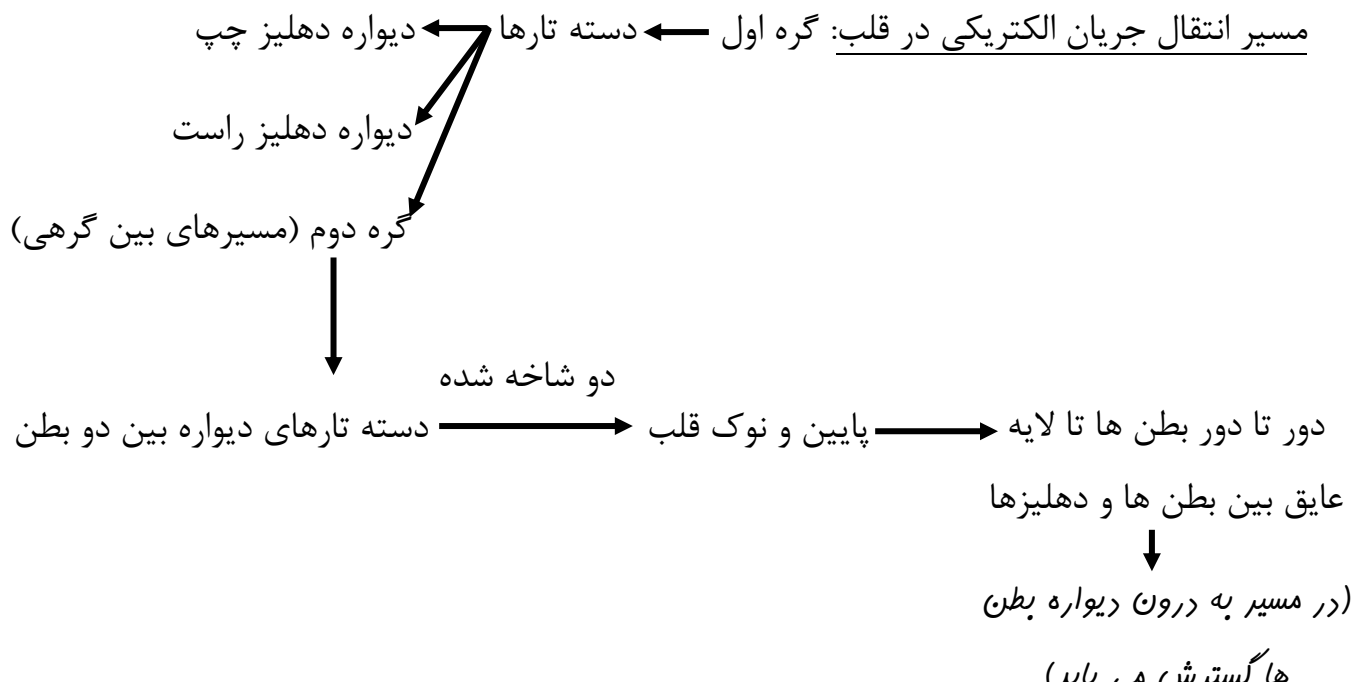 مسیر انتقال جریان الکتریکی در قلب: گره اول دسته تارها دیواره دهلیز چپ
دیواره دهلیز راست
گره دوم (مسیرهای بین گرهی)
دو شاخه شده
دسته تارهای دیواره بین دو بطن پایین و نوک قلب دور تا دور بطن ها تا لایه
عایق بین بطن ها و دهلیزها
(در مسیر به درون دیواره بطن
ها گسترش می یابد)